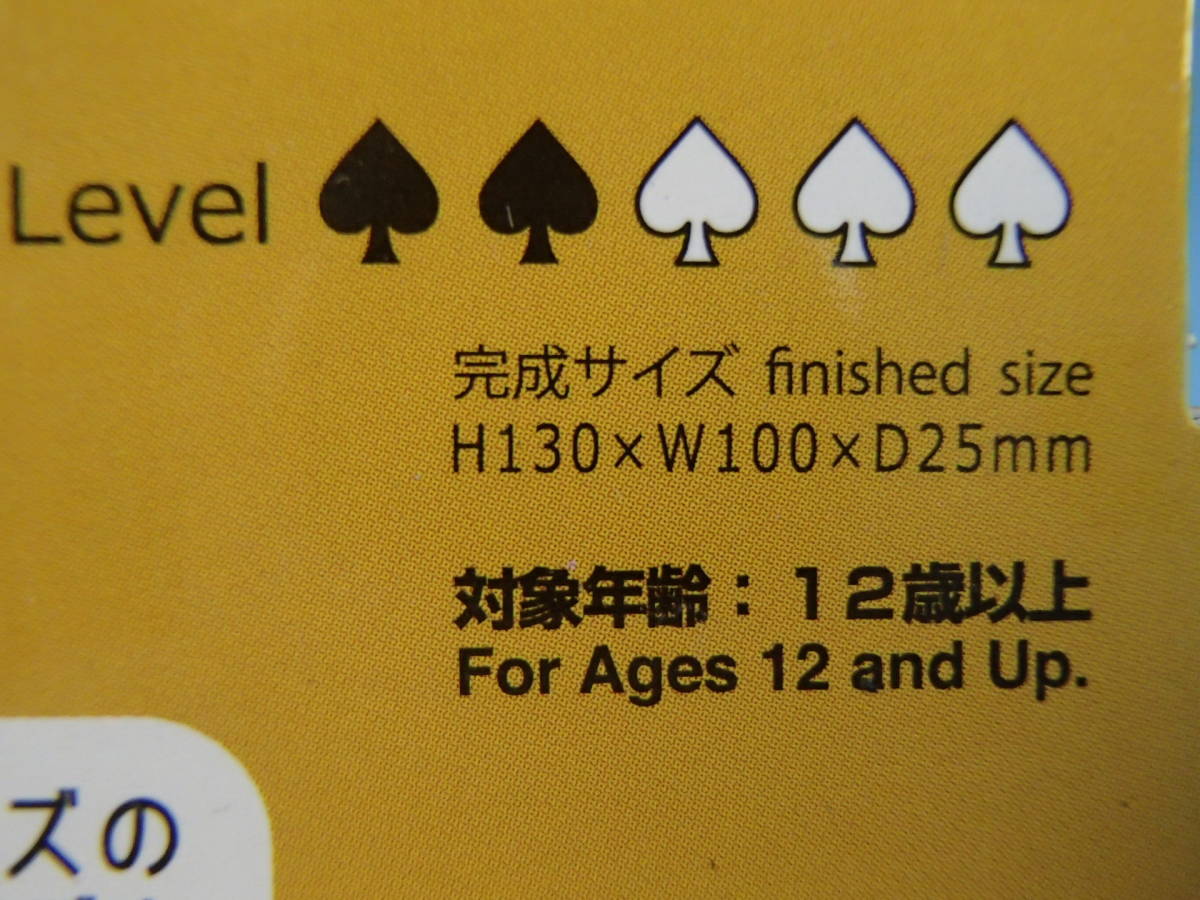 Level
完成サイズ finished size
H130×W100×D25mm
対象年齢：１２歳以上
For Ages 12 and Up.
ズの